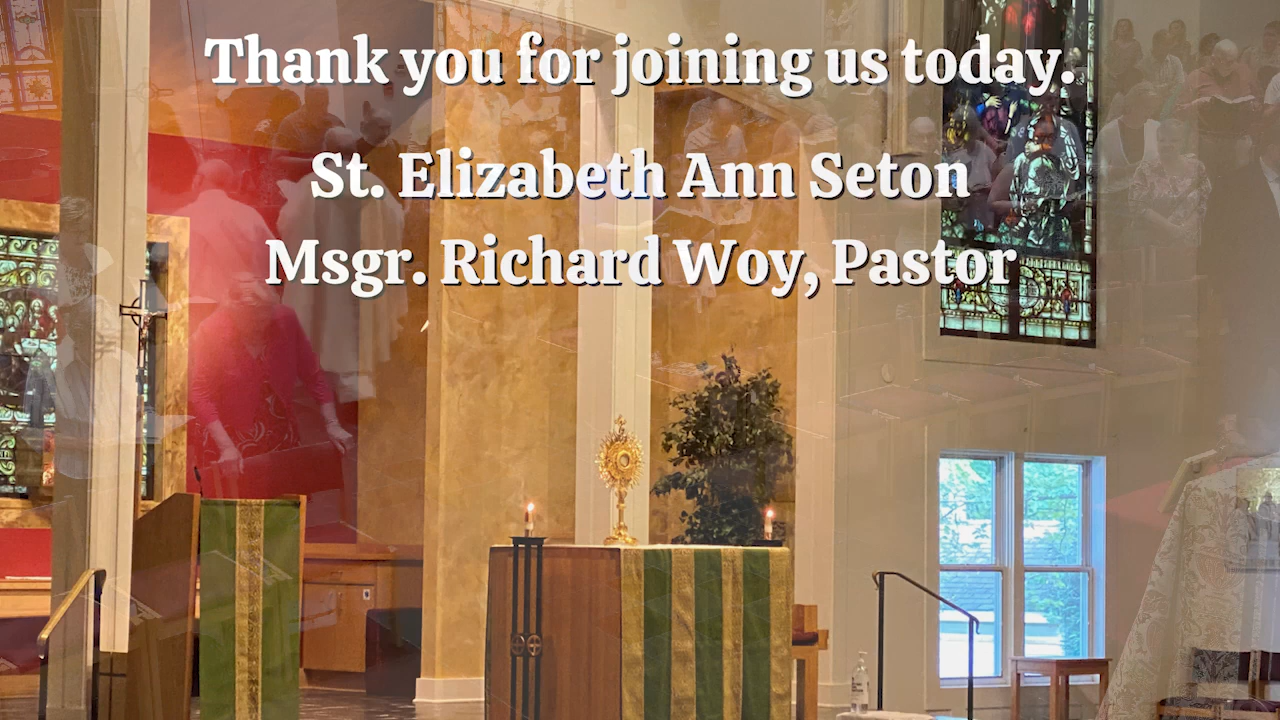 Thank you for joining us today.
St. Elizabeth Ann Seton
Msgr. Richard Woy, Pastor